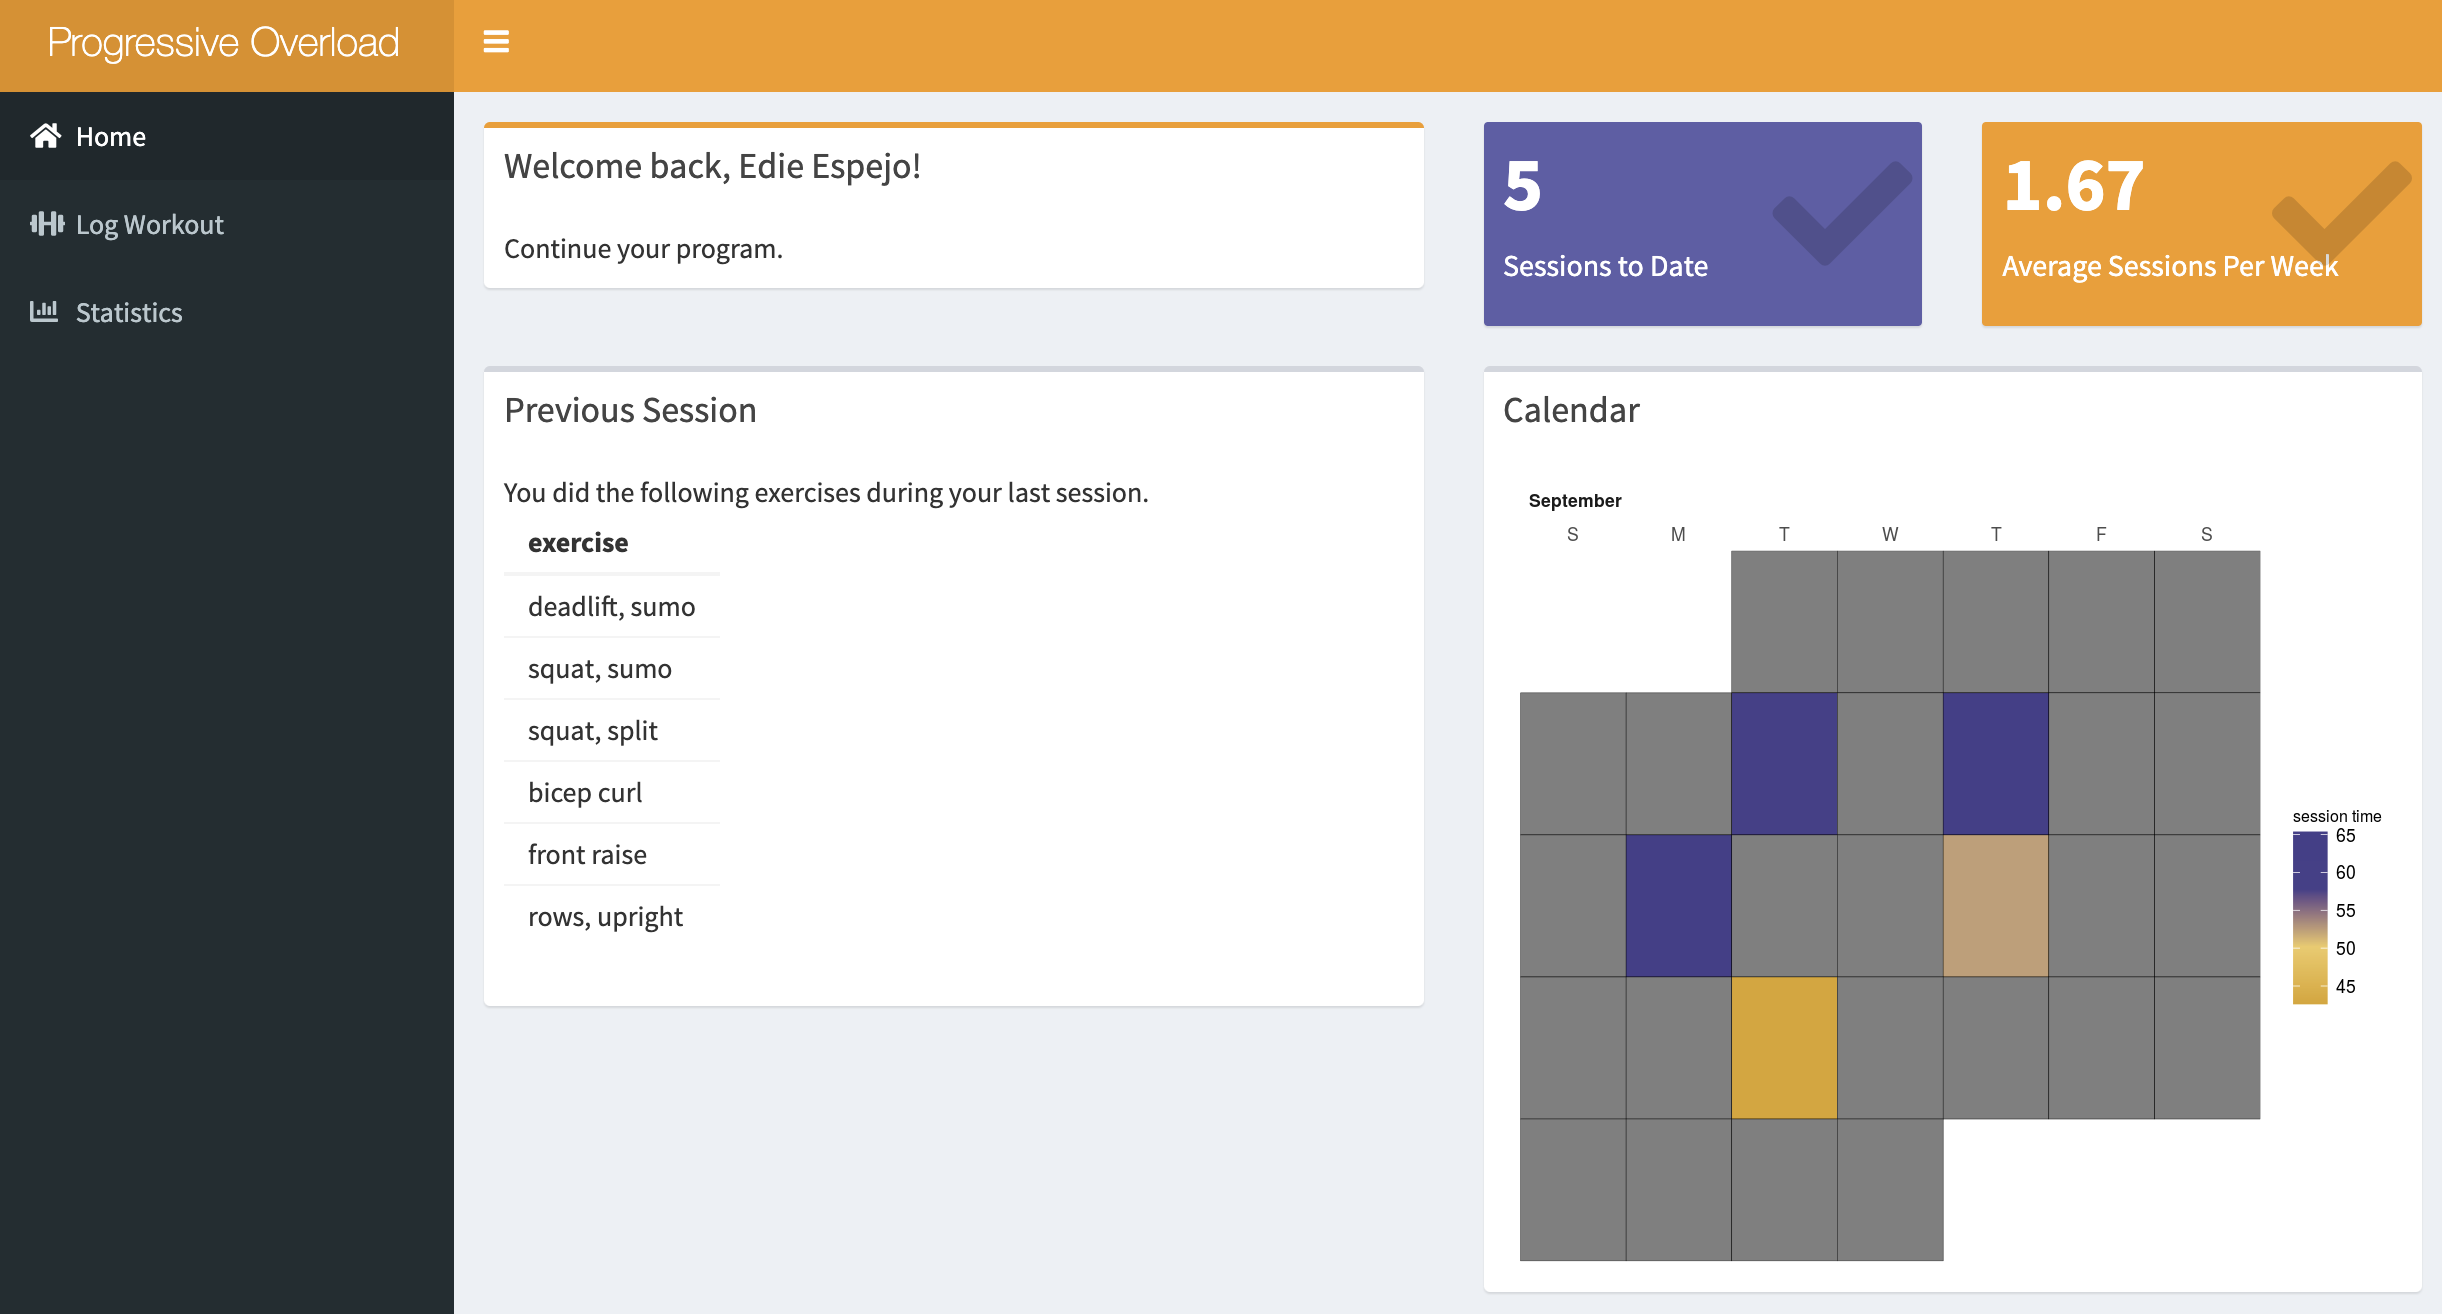 Progressive Overload
Home
Log Workout
Statistics
Welcome back, Edie Espejo!
Continue your program.
5
Sessions to Date
1.67
Average Sessions Per Week
Previous Session
You did the following exercises during your last session.
exercise
deadlift, sumo
squat, sumo
squat, split
bicep curl
front raise
rows, upright
Calendar
September
S M T W T F S
session time
65
60
55
50
45